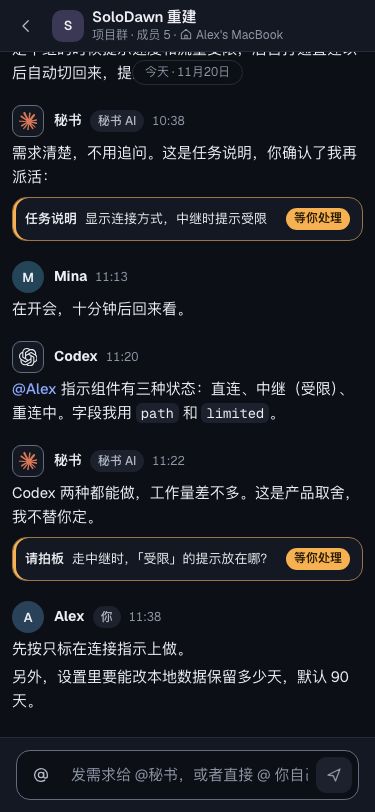 S
SoloDawn 重建
项目群 · 成员 5 · Alex's MacBook
后自动切回来，提
今天 · 11月20日
秘书 秘书 AI 10:38
需求清楚，不用追问。这是任务说明，你确认了我再
派活：
任务说明 显示连接方式，中继时提示受限 等你处理
M
Mina 11:13
在开会，十分钟后回来看。
Codex 11:20
@Alex 指示组件有三种状态：直连、中继（受限）、
重连中。字段我用 path 和 limited。
秘书 秘书 AI 11:22
Codex 两种都能做，工作量差不多。这是产品取舍，
我不替你定。
请拍板 走中继时，「受限」的提示放在哪？ 等你处理
A
Alex 你 11:38
先按只标在连接指示上做。
另外，设置里要能改本地数据保留多少天，默认 90
天。
@ 发需求给 @秘书，或者直接 @ 你自